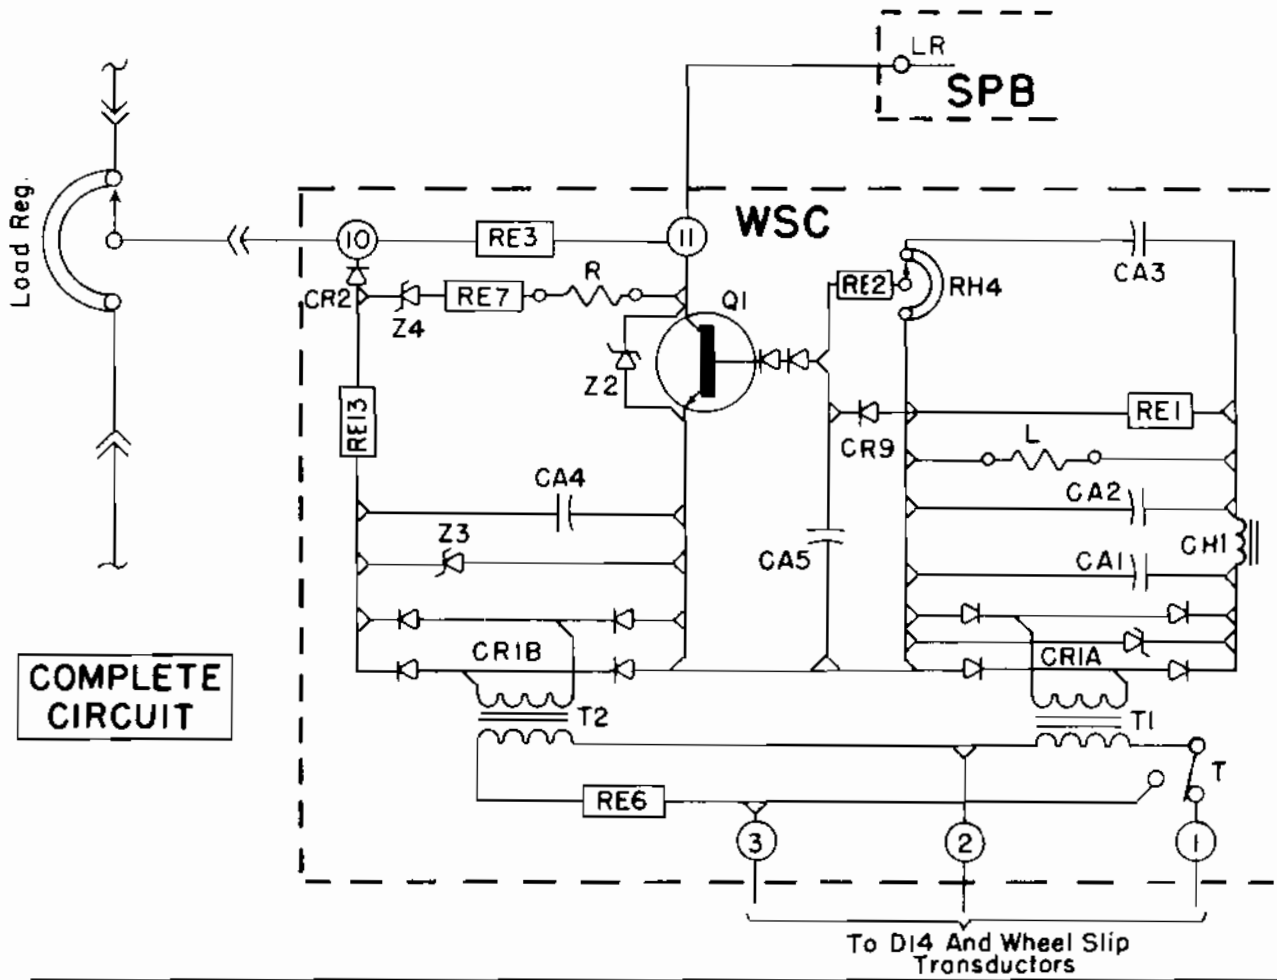 LR
SPB
Load Reg.
10
RE3
11
WSC
CA3
R
Q1
RE2
RH4
CR2
Z4
RE7
Z2
RE13
RE1
L
CR9
CA4
CA2
Z3
CA5
CH1
CA1
CR1B
CR1A
COMPLETE
CIRCUIT
T2
T1
T
RE6
3
2
1
To D14 And Wheel Slip
Transductors